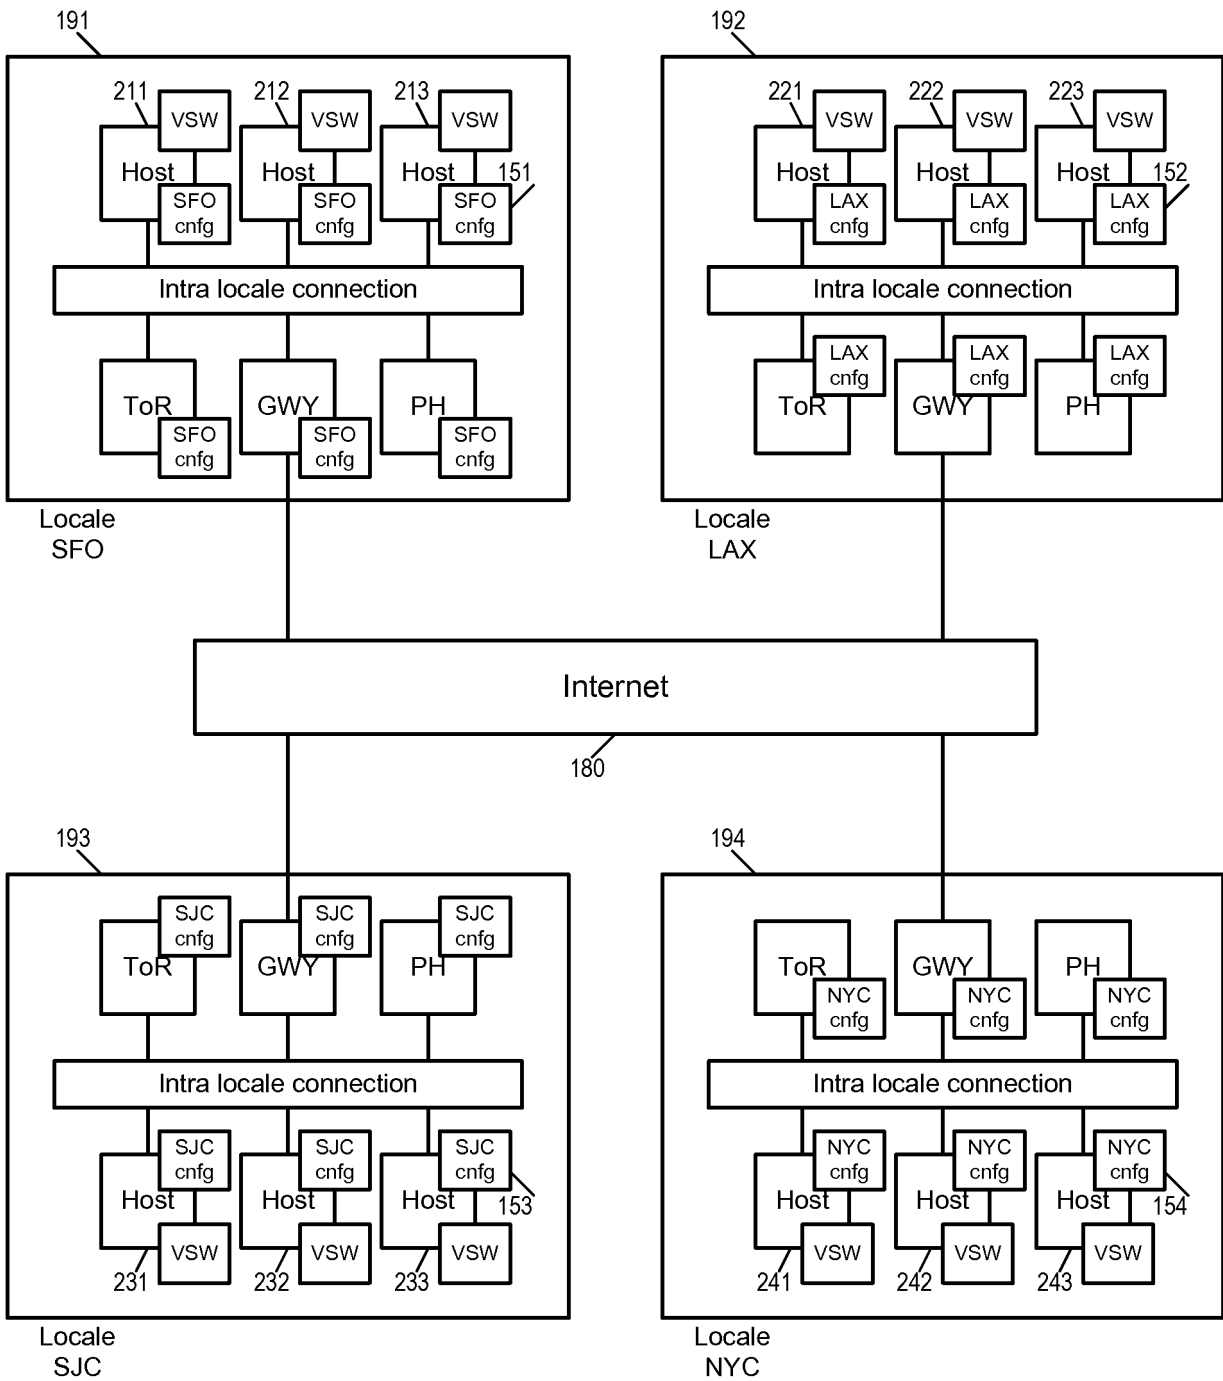 191
192
211
VSW
212
VSW
213
VSW
221
VSW
222
VSW
223
VSW
Host
Host
Host
151
Host
Host
Host
152
SFO
cnfg
SFO
cnfg
SFO
cnfg
LAX
cnfg
LAX
cnfg
LAX
cnfg
Intra locale connection
Intra locale connection
ToR
GWY
PH
SFO
cnfg
SFO
cnfg
SFO
cnfg
LAX
cnfg
LAX
cnfg
LAX
cnfg
ToR
GWY
PH
Locale
SFO
Locale
LAX
Internet
180
193
194
SJC
cnfg
SJC
cnfg
SJC
cnfg
ToR
GWY
PH
ToR
GWY
PH
NYC
cnfg
NYC
cnfg
NYC
cnfg
Intra locale connection
Intra locale connection
SJC
cnfg
SJC
cnfg
SJC
cnfg
NYC
cnfg
NYC
cnfg
NYC
cnfg
Host
Host
Host
153
Host
Host
Host
154
231
VSW
232
VSW
233
VSW
241
VSW
242
VSW
243
VSW
Locale
SJC
Locale
NYC